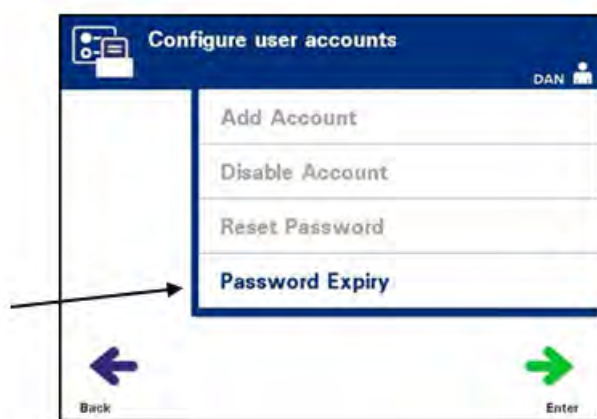 Configure user accounts
DAN
Add Account
Disable Account
Reset Password
Password Expiry
Back
Enter